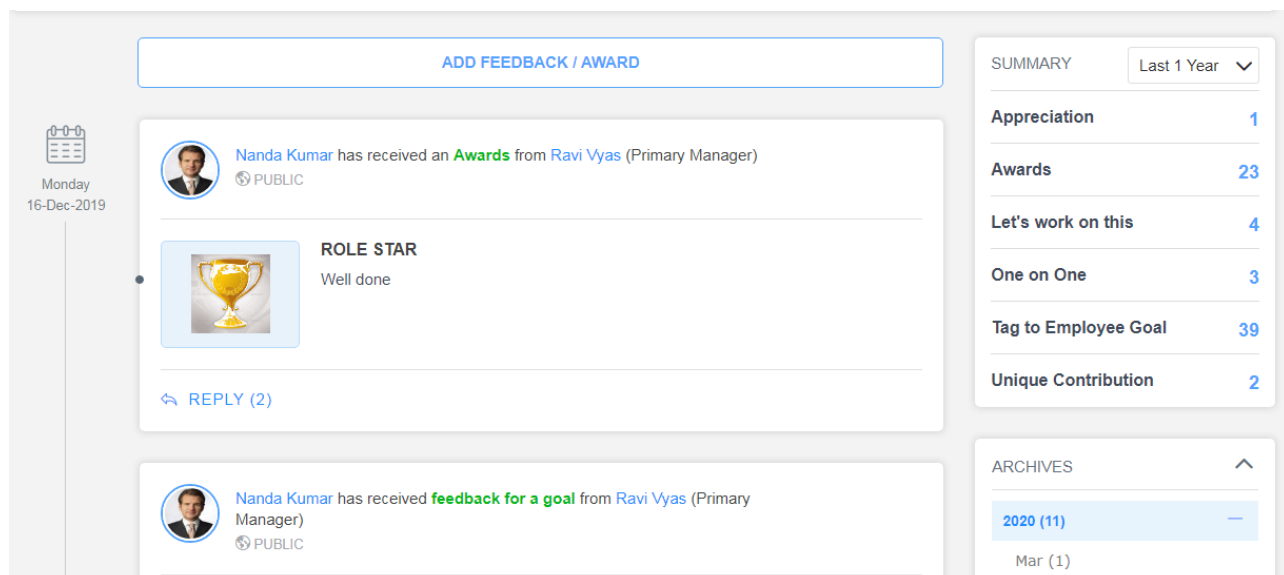 ADD FEEDBACK / AWARD
Monday
16-Dec-2019
Nanda Kumar has received an Awards from Ravi Vyas (Primary Manager)
PUBLIC
ROLE STAR
Well done
REPLY (2)
Nanda Kumar has received feedback for a goal from Ravi Vyas (Primary
Manager)
PUBLIC
SUMMARY Last 1 Year
Appreciation 1
Awards 23
Let's work on this 4
One on One 3
Tag to Employee Goal 39
Unique Contribution 2
ARCHIVES
2020 (11)
Mar (1)